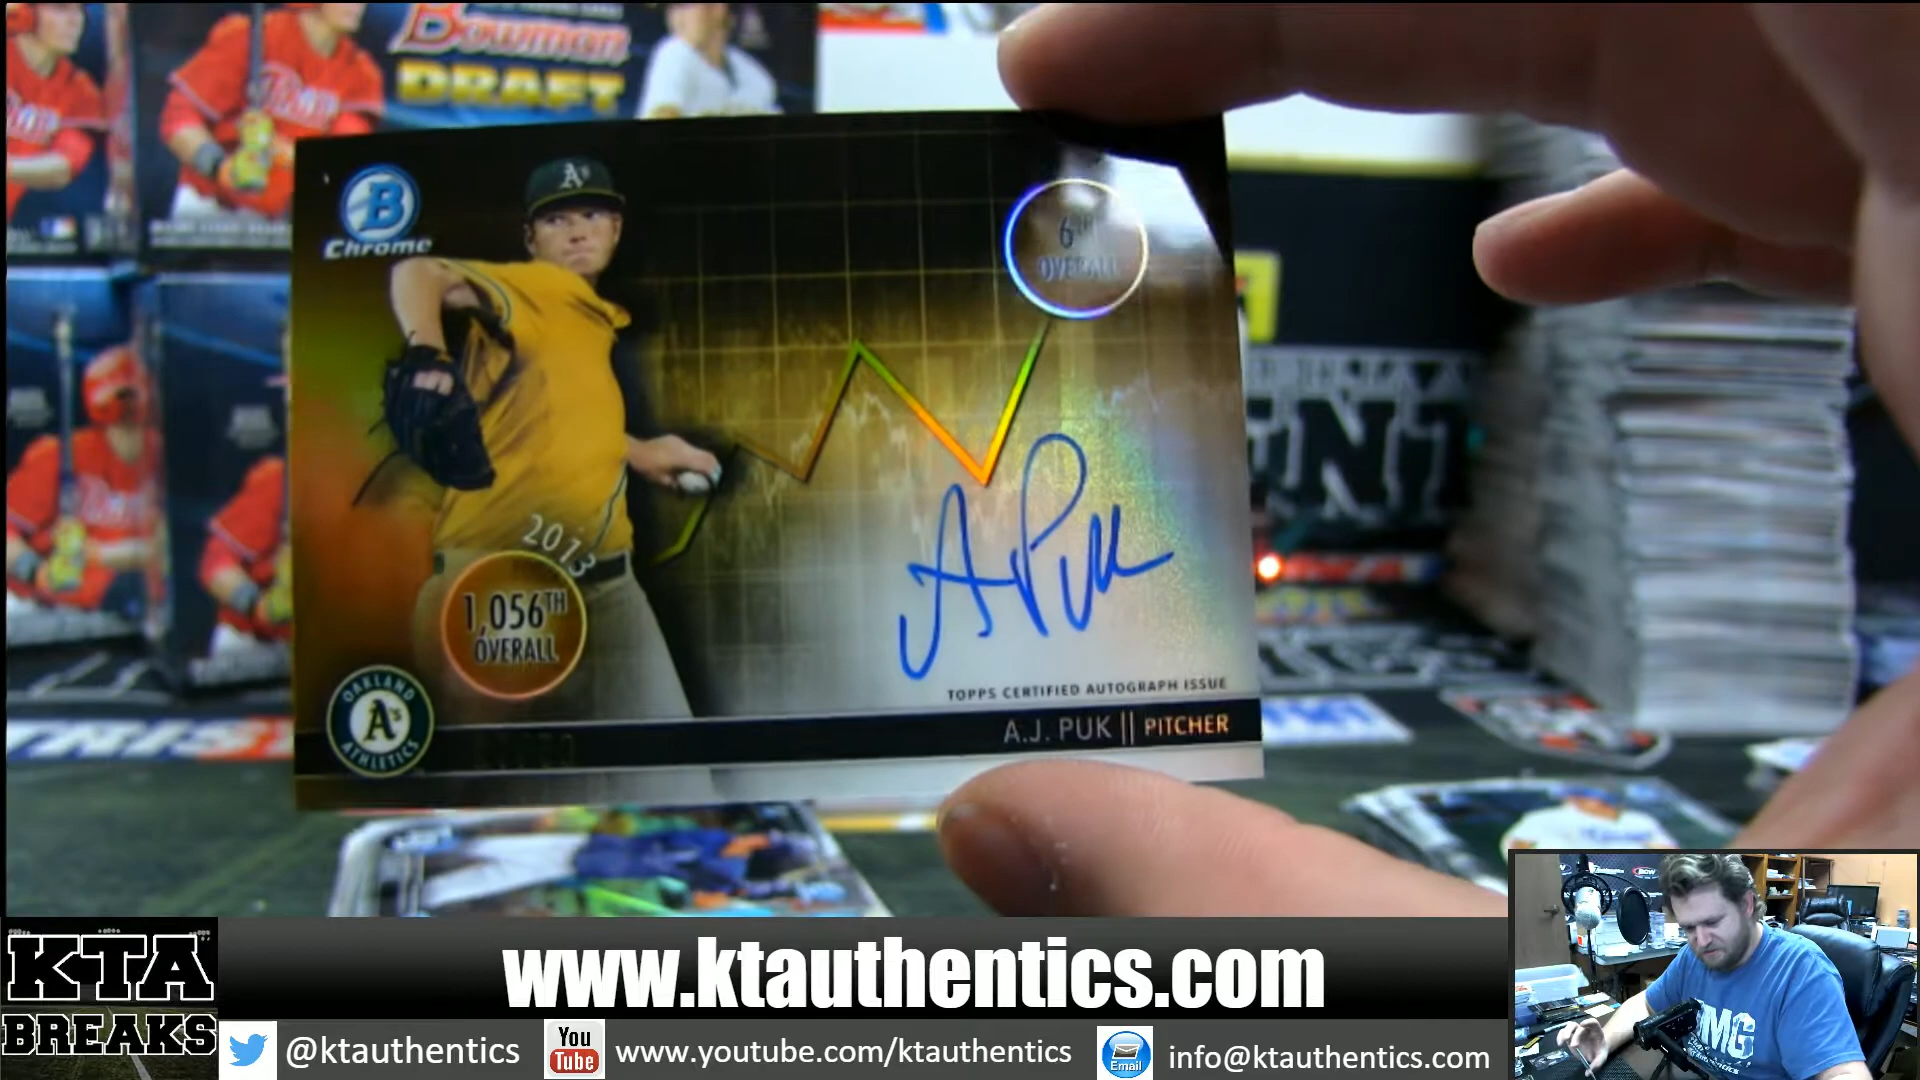 Bowman
DRAFT
B
Chrome
A's
6TH
OVERALL
2013
1,056TH
OVERALL
OAKLAND
A's
ATHLETICS
A Puk
TOPPS CERTIFIED AUTOGRAPH ISSUE
A.J. PUK || PITCHER
KTA
BREAKS
www.ktauthentics.com
@ktauthentics
You
Tube
www.youtube.com/ktauthentics
Email
info@ktauthentics.com